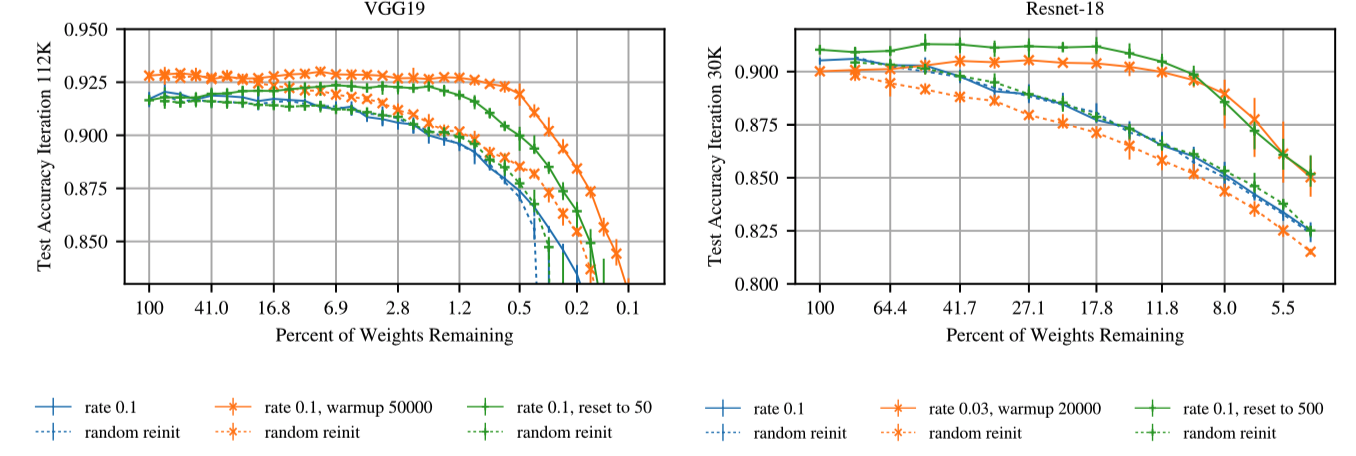 VGG19
Test Accuracy Iteration 112K
0.950
0.925
0.900
0.875
0.850
100 41.0 16.8 6.9 2.8 1.2 0.5 0.2 0.1
Percent of Weights Remaining
rate 0.1
random reinit
rate 0.1, warmup 50000
random reinit
rate 0.1, reset to 50
random reinit
Resnet-18
Test Accuracy Iteration 30K
0.900
0.875
0.850
0.825
0.800
100 64.4 41.7 27.1 17.8 11.8 8.0 5.5
Percent of Weights Remaining
rate 0.1
random reinit
rate 0.03, warmup 20000
random reinit
rate 0.1, reset to 500
random reinit